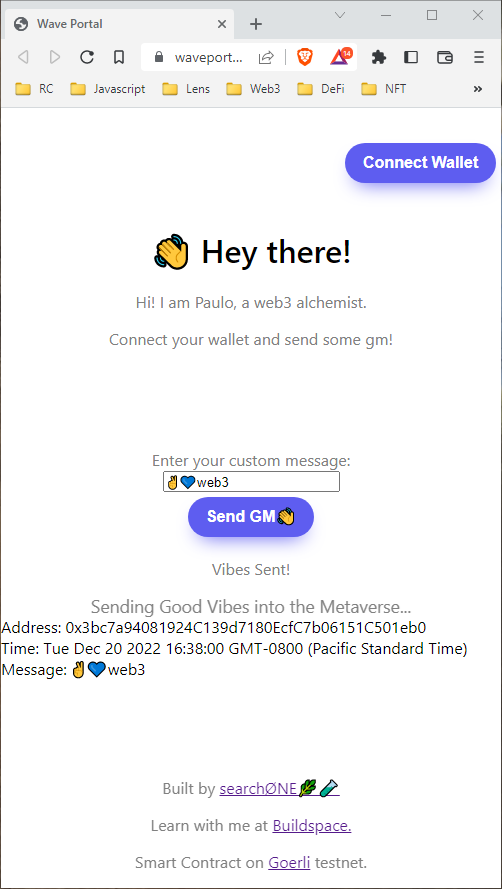 Wave Portal
waveport...
14
RC Javascript Lens Web3 DeFi NFT »
Connect Wallet
👋 Hey there!
Hi! I am Paulo, a web3 alchemist.
Connect your wallet and send some gm!
Enter your custom message:
✌💙web3
Send GM👋
Vibes Sent!
Sending Good Vibes into the Metaverse...
Address: 0x3bc7a94081924C139d7180EcfC7b06151C501eb0
Time: Tue Dec 20 2022 16:38:00 GMT-0800 (Pacific Standard Time)
Message: ✌💙web3
Built by searchØNE🌿🧪
Learn with me at Buildspace.
Smart Contract on Goerli testnet.